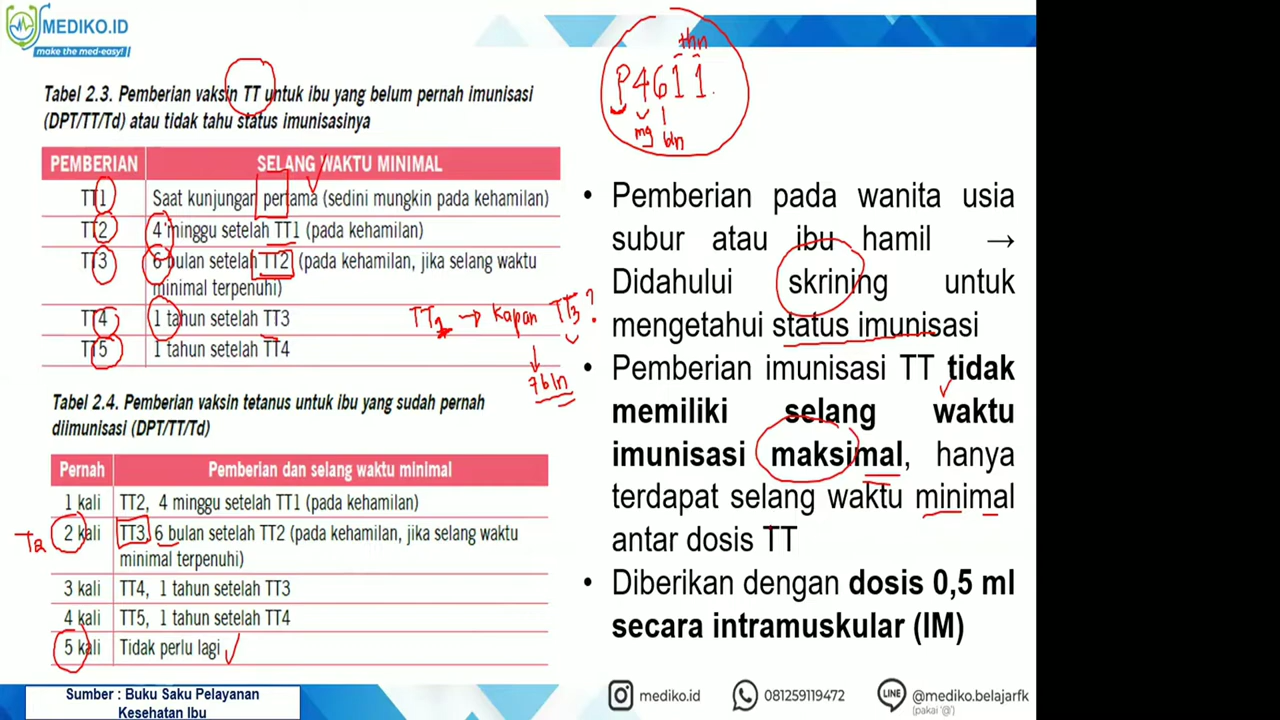 MEDIKO.ID
make the med-easy!
Tabel 2.3. Pemberian vaksin TT untuk ibu yang belum pernah imunisasi
(DPT/TT/Td) atau tidak tahu status imunisasinya
PEMBERIAN SELANG WAKTU MINIMAL
TT1 Saat kunjungan pertama (sedini mungkin pada kehamilan)
TT2 4 minggu setelah TT1 (pada kehamilan)
TT3 6 bulan setelah TT2 (pada kehamilan, jika selang waktu
minimal terpenuhi)
TT4 1 tahun setelah TT3
TT5 1 tahun setelah TT4
TT2 → Kapan TT3?
7 bln
Tabel 2.4. Pemberian vaksin tetanus untuk ibu yang sudah pernah
diimunisasi (DPT/TT/Td)
Pernah Pemberian dan selang waktu minimal
1 kali TT2, 4 minggu setelah TT1 (pada kehamilan)
2 kali TT3, 6 bulan setelah TT2 (pada kehamilan, jika selang waktu
minimal terpenuhi)
3 kali TT4, 1 tahun setelah TT3
4 kali TT5, 1 tahun setelah TT4
5 kali Tidak perlu lagi
Sumber : Buku Saku Pelayanan
Kesehatan Ibu
thn
P4611
mg bln
• Pemberian pada wanita usia
subur atau ibu hamil →
Didahului skrining untuk
mengetahui status imunisasi
• Pemberian imunisasi TT tidak
memiliki selang waktu
imunisasi maksimal, hanya
terdapat selang waktu minimal
antar dosis TT
• Diberikan dengan dosis 0,5 ml
secara intramuskular (IM)
mediko.id 081259119472 LINE @mediko.belajarfk
(pakai '@')